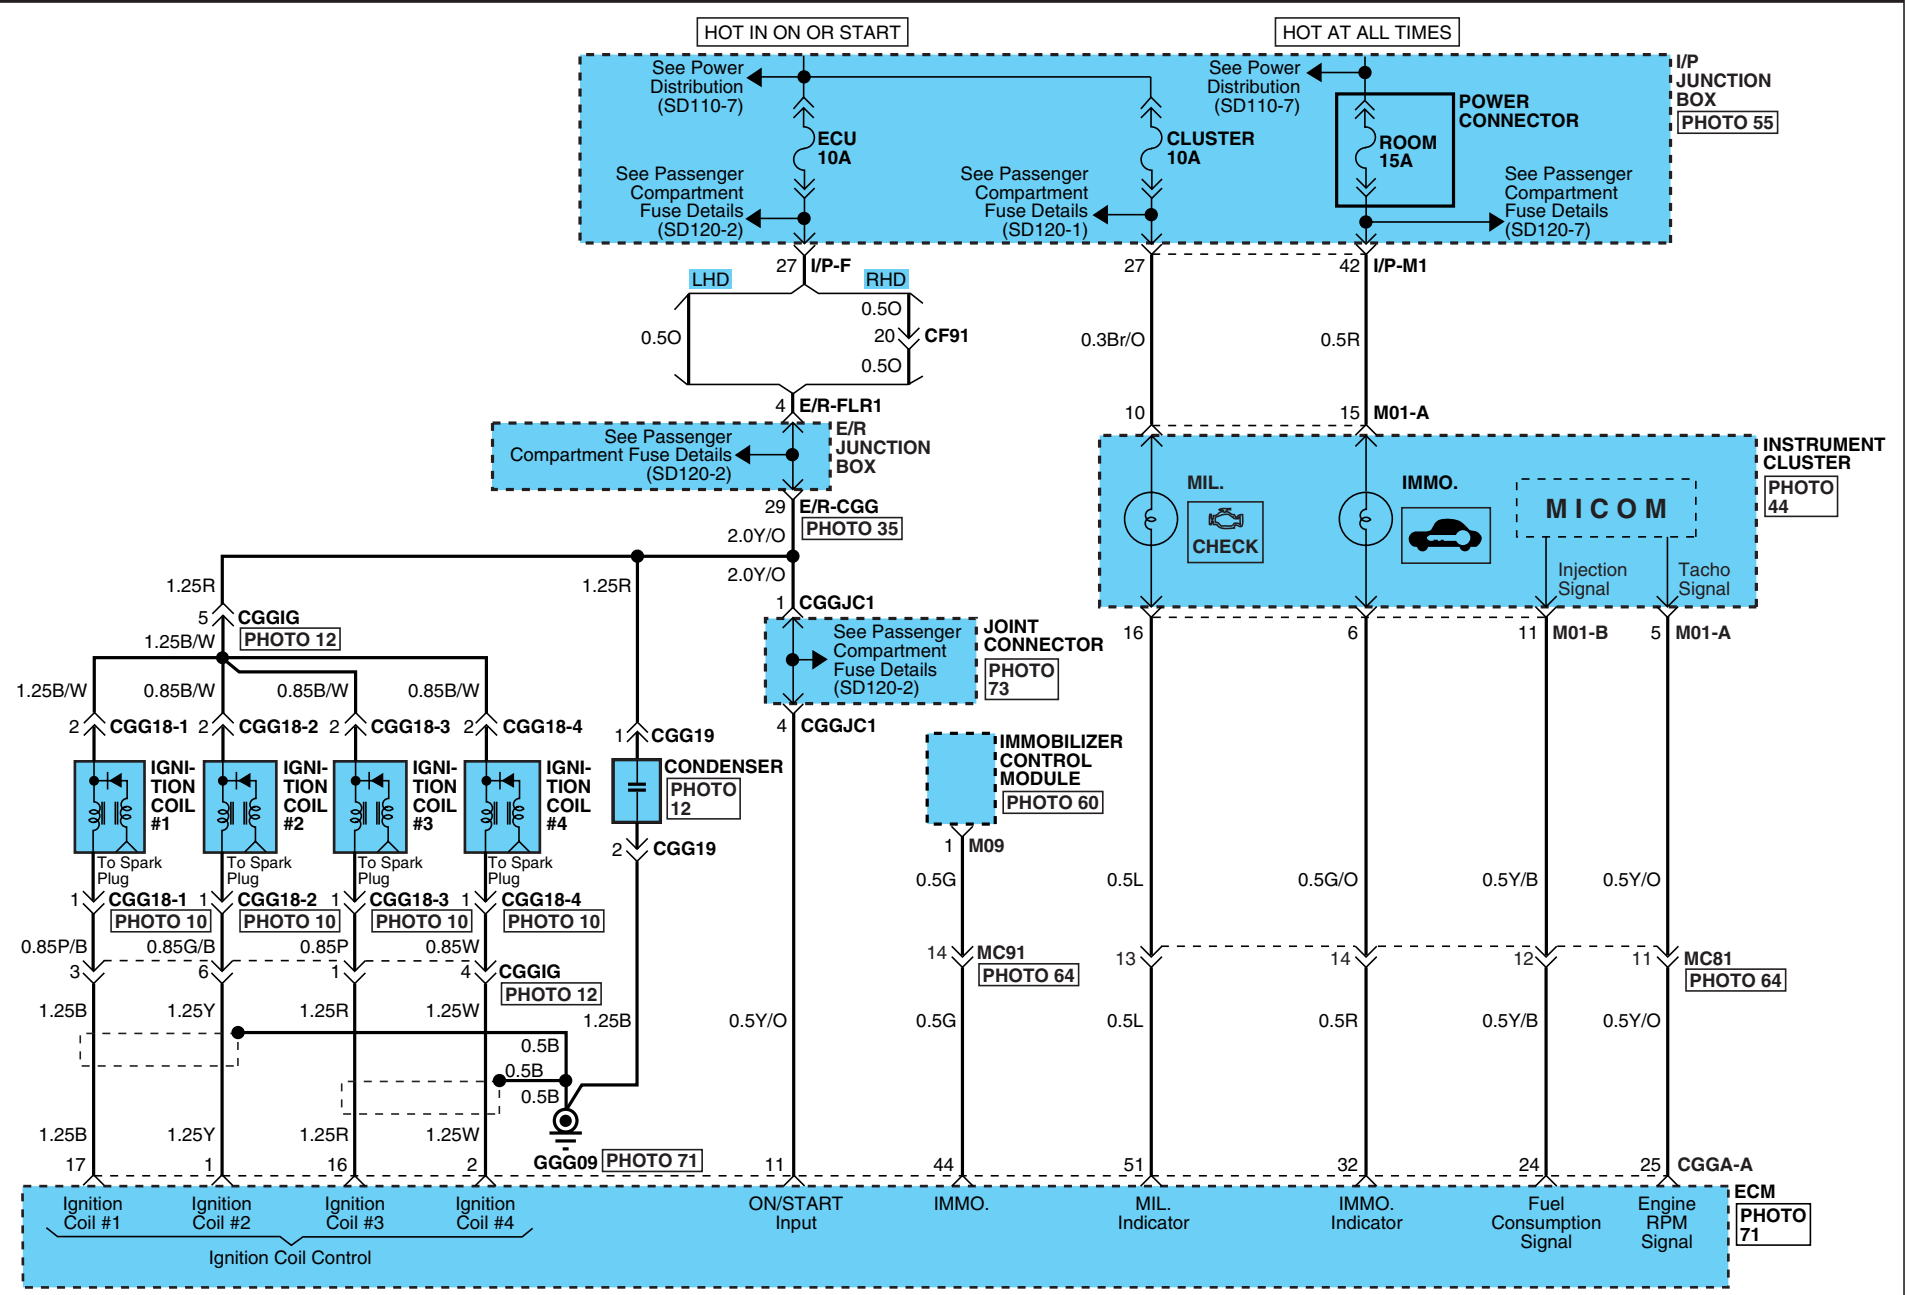 HOT IN ON OR START
HOT AT ALL TIMES
See Power
Distribution
(SD110-7)
See Power
Distribution
(SD110-7)
I/P
JUNCTION
BOX
PHOTO 55
POWER
CONNECTOR
ECU
10A
CLUSTER
10A
ROOM
15A
See Passenger
Compartment
Fuse Details
(SD120-2)
See Passenger
Compartment
Fuse Details
(SD120-1)
See Passenger
Compartment
Fuse Details
(SD120-7)
27 I/P-F
27
42 I/P-M1
LHD
RHD
0.5O
0.5O
20 CF91
0.5O
0.3Br/O
0.5R
4 E/R-FLR1
10
15 M01-A
See Passenger
Compartment Fuse Details
(SD120-2)
E/R
JUNCTION
BOX
INSTRUMENT
CLUSTER
PHOTO
44
MIL.
CHECK
IMMO.
MICOM
Injection
Signal
Tacho
Signal
29 E/R-CGG
PHOTO 35
2.0Y/O
2.0Y/O
1.25R
1.25R
5 CGGIG
PHOTO 12
1.25B/W
1 CGGJC1
See Passenger
Compartment
Fuse Details
(SD120-2)
JOINT
CONNECTOR
PHOTO
73
4 CGGJC1
16
6
11 M01-B
5 M01-A
1.25B/W
0.85B/W
0.85B/W
0.85B/W
2 CGG18-1
2 CGG18-2
2 CGG18-3
2 CGG18-4
1 CGG19
IGNI-
TION
COIL
#1
IGNI-
TION
COIL
#2
IGNI-
TION
COIL
#3
IGNI-
TION
COIL
#4
CONDENSER
PHOTO
12
2 CGG19
IMMOBILIZER
CONTROL
MODULE
PHOTO 60
1 M09
To Spark
Plug
To Spark
Plug
To Spark
Plug
To Spark
Plug
1 CGG18-1
PHOTO 10
1 CGG18-2
PHOTO 10
1 CGG18-3
PHOTO 10
1 CGG18-4
PHOTO 10
0.5G
0.5L
0.5G/O
0.5Y/B
0.5Y/O
0.85P/B
0.85G/B
0.85P
0.85W
3
6
1
4 CGGIG
PHOTO 12
14 MC91
PHOTO 64
13
14
12
11 MC81
PHOTO 64
1.25B
1.25Y
1.25R
1.25W
1.25B
0.5Y/O
0.5G
0.5L
0.5R
0.5Y/B
0.5Y/O
0.5B
0.5B
0.5B
1.25B
1.25Y
1.25R
1.25W
GGG09 PHOTO 71
17
1
16
2
11
44
51
32
24
25 CGGA-A
Ignition
Coil #1
Ignition
Coil #2
Ignition
Coil #3
Ignition
Coil #4
Ignition Coil Control
ON/START
Input
IMMO.
MIL.
Indicator
IMMO.
Indicator
Fuel
Consumption
Signal
Engine
RPM
Signal
ECM
PHOTO
71